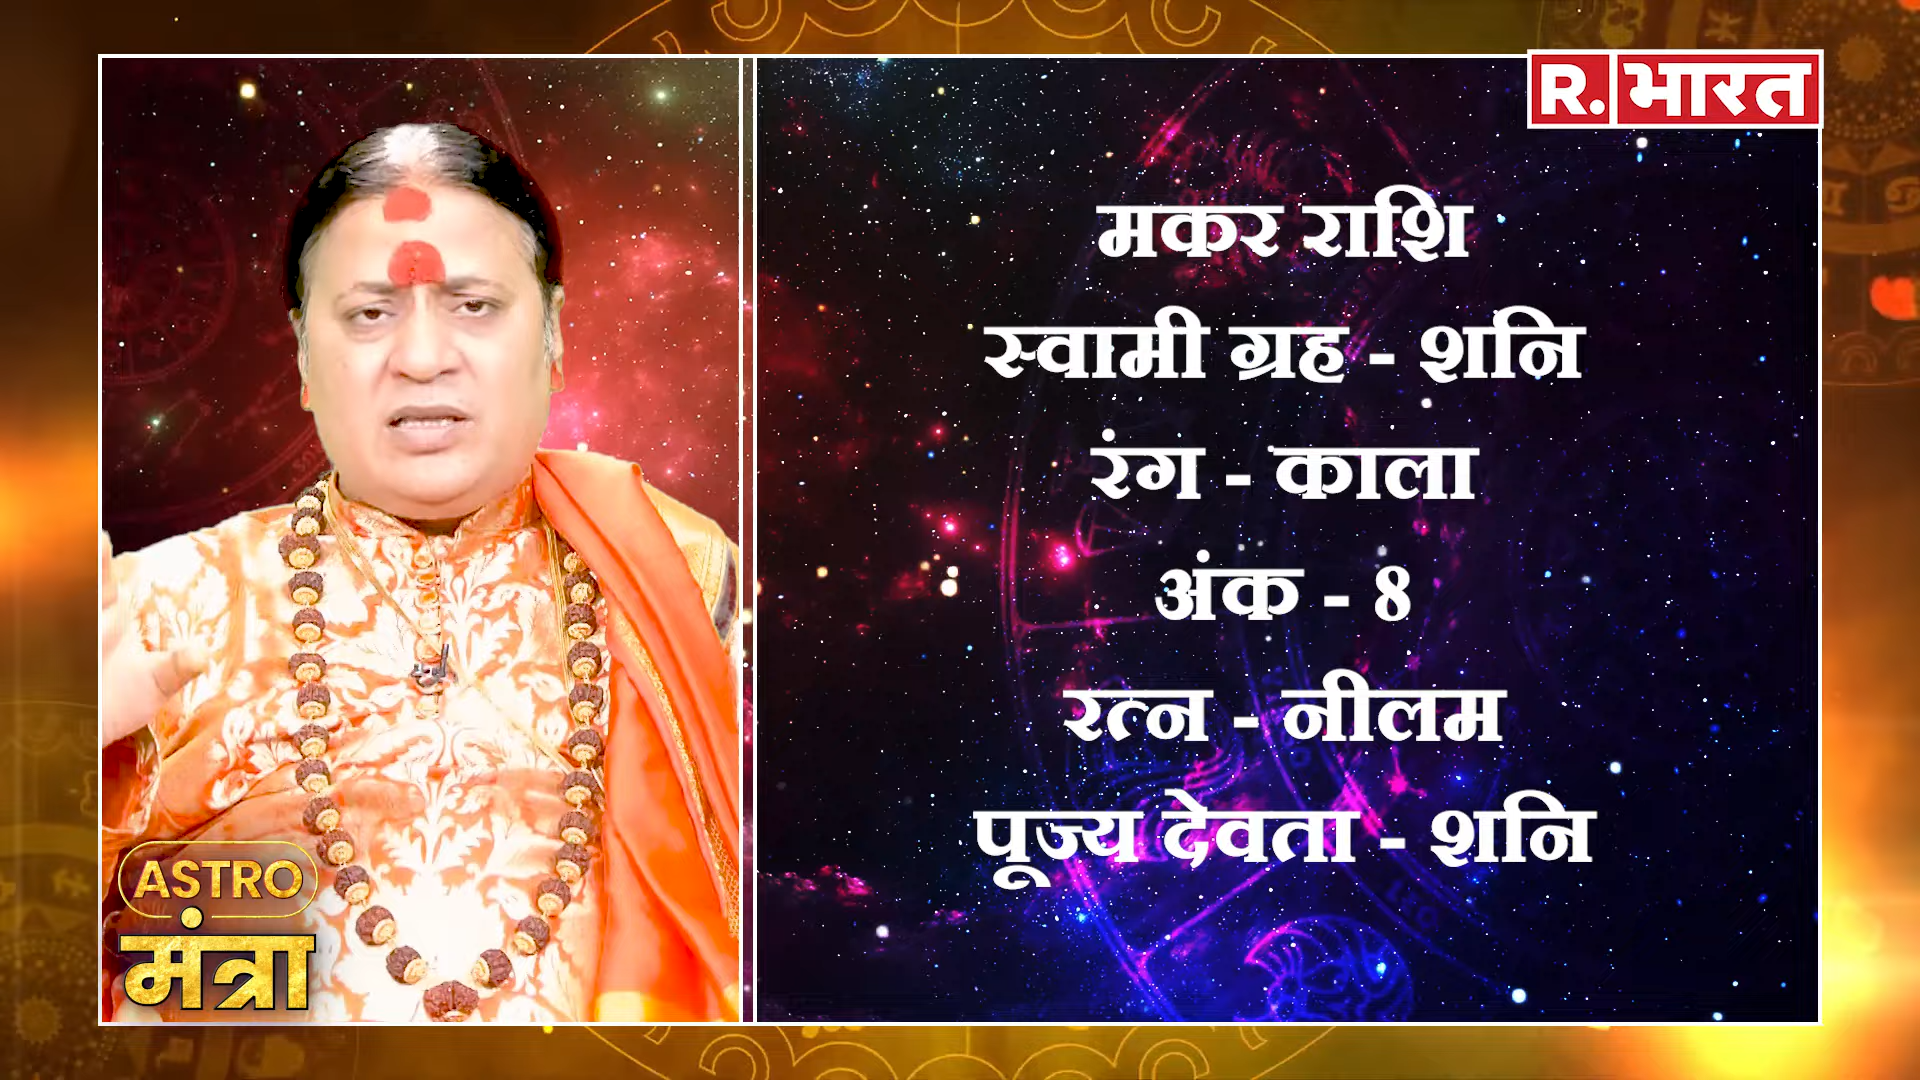 R. भारत
मकर राशि
स्वामी ग्रह - शनि
रंग - काला
अंक - 8
रत्न - नीलम
पूज्य देवता - शनि
ASTRO
मंत्रा